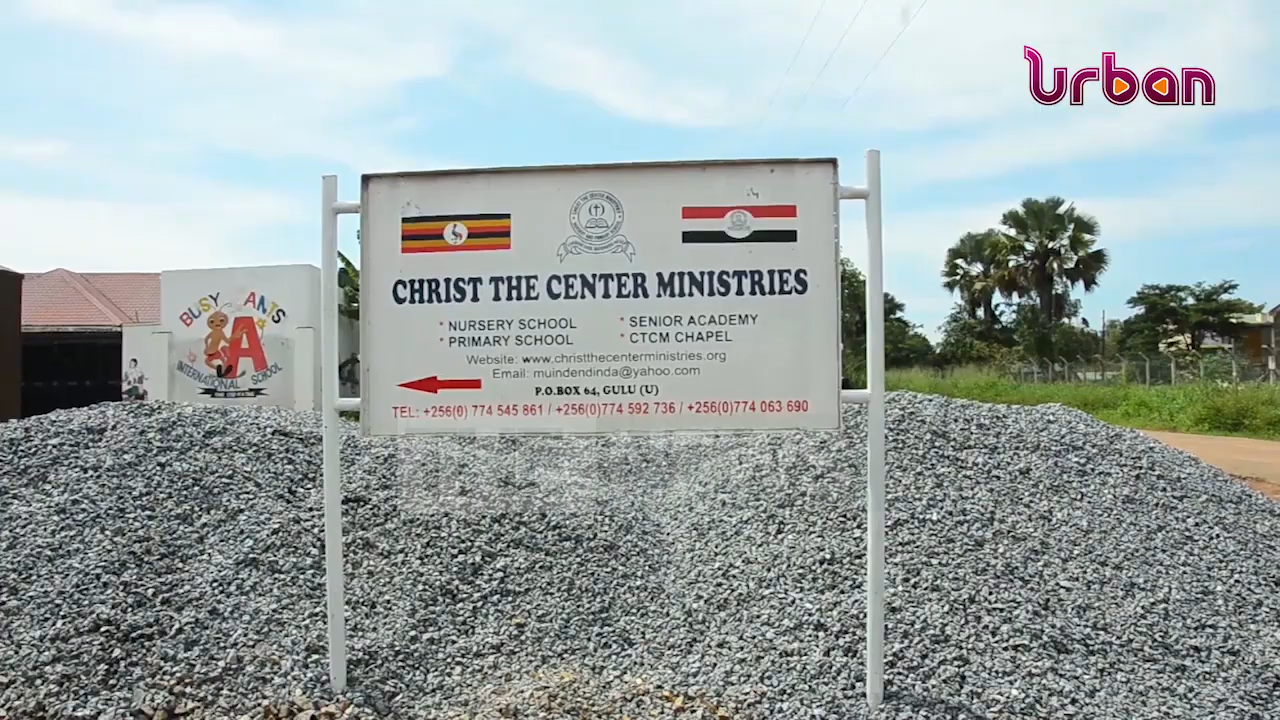 Urban
CHRIST THE CENTER MINISTRIES
* NURSERY SCHOOL
* PRIMARY SCHOOL
* SENIOR ACADEMY
* CTCM CHAPEL
Website: www.christthecenterministries.org
Email: muindendinda@yahoo.com
P.O.BOX 64, GULU (U)
TEL: +256(0) 774 545 861 / +256(0)774 592 736 / +256(0)774 063 690
BUSY ANTS
A
INTERNATIONAL SCHOOL